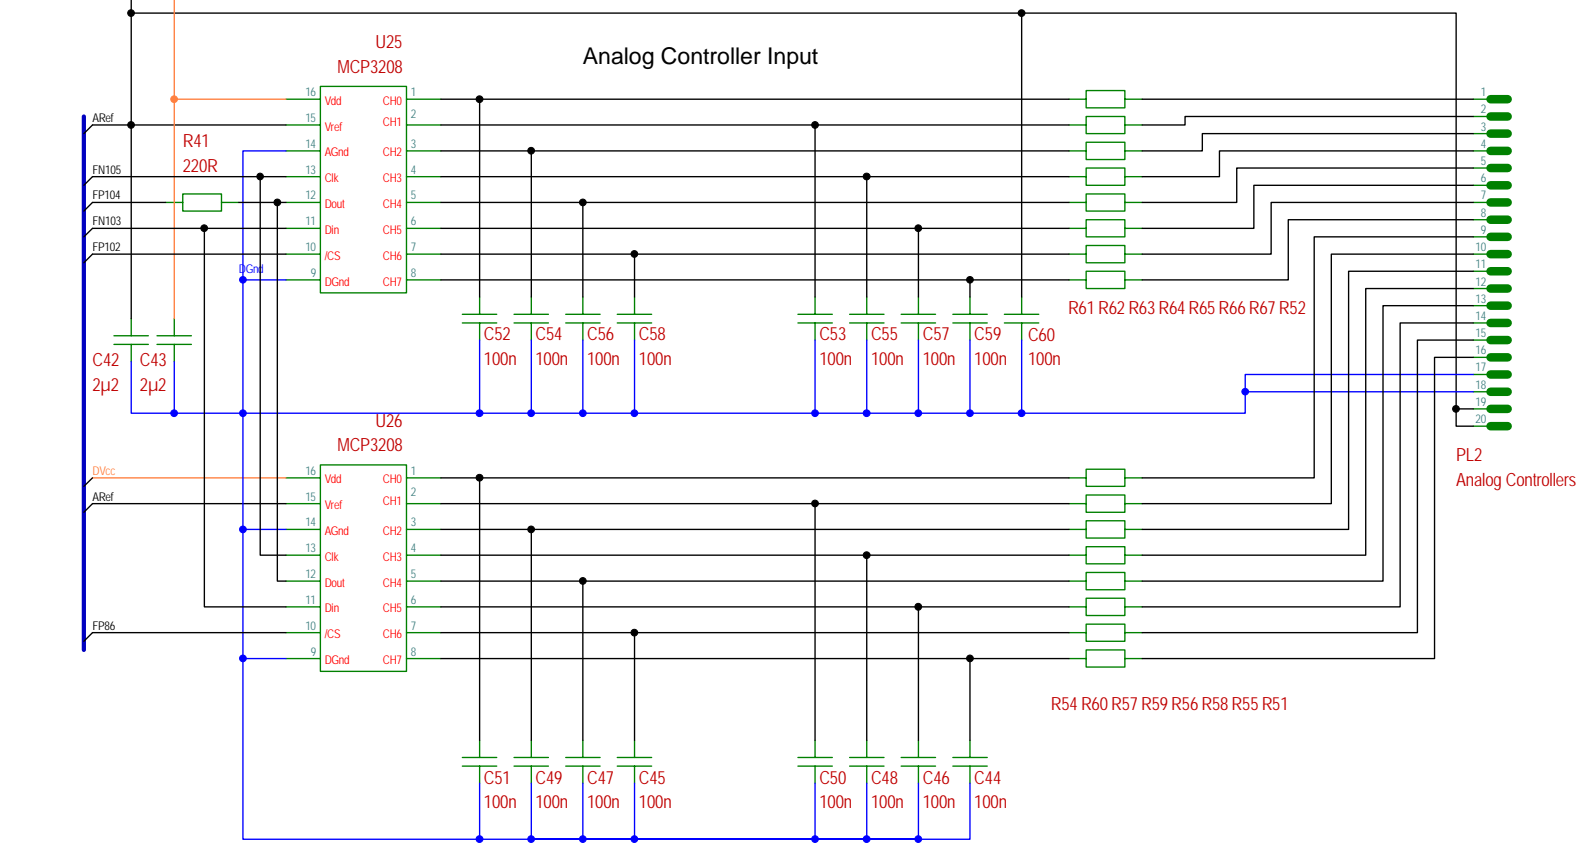 Analog Controller Input
U25
MCP3208
16 Vdd CH0 1
15 Vref CH1 2
14 AGnd CH2 3
13 Clk CH3 4
12 Dout CH4 5
11 Din CH5 6
10 /CS CH6 7
9 DGnd CH7 8
ARef
FN105
FP104
FN103
FP102
R41
220R
DGnd
C42
2µ2
C43
2µ2
C52
100n
C54
100n
C56
100n
C58
100n
C53
100n
C55
100n
C57
100n
C59
100n
C60
100n
R61 R62 R63 R64 R65 R66 R67 R52
1
2
3
4
5
6
7
8
9
10
11
12
13
14
15
16
17
18
19
20
PL2
Analog Controllers
U26
MCP3208
16 Vdd CH0 1
15 Vref CH1 2
14 AGnd CH2 3
13 Clk CH3 4
12 Dout CH4 5
11 Din CH5 6
10 /CS CH6 7
9 DGnd CH7 8
DVcc
ARef
FP86
R54 R60 R57 R59 R56 R58 R55 R51
C51
100n
C49
100n
C47
100n
C45
100n
C50
100n
C48
100n
C46
100n
C44
100n